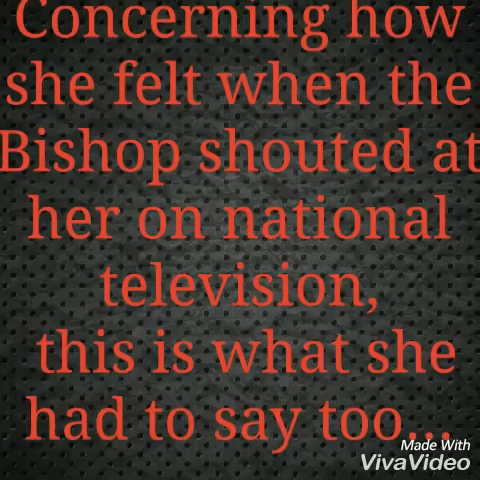 Concerning how
she felt when the
Bishop shouted at
her on national
television,
this is what she
had to say too...
Made With
VivaVideo